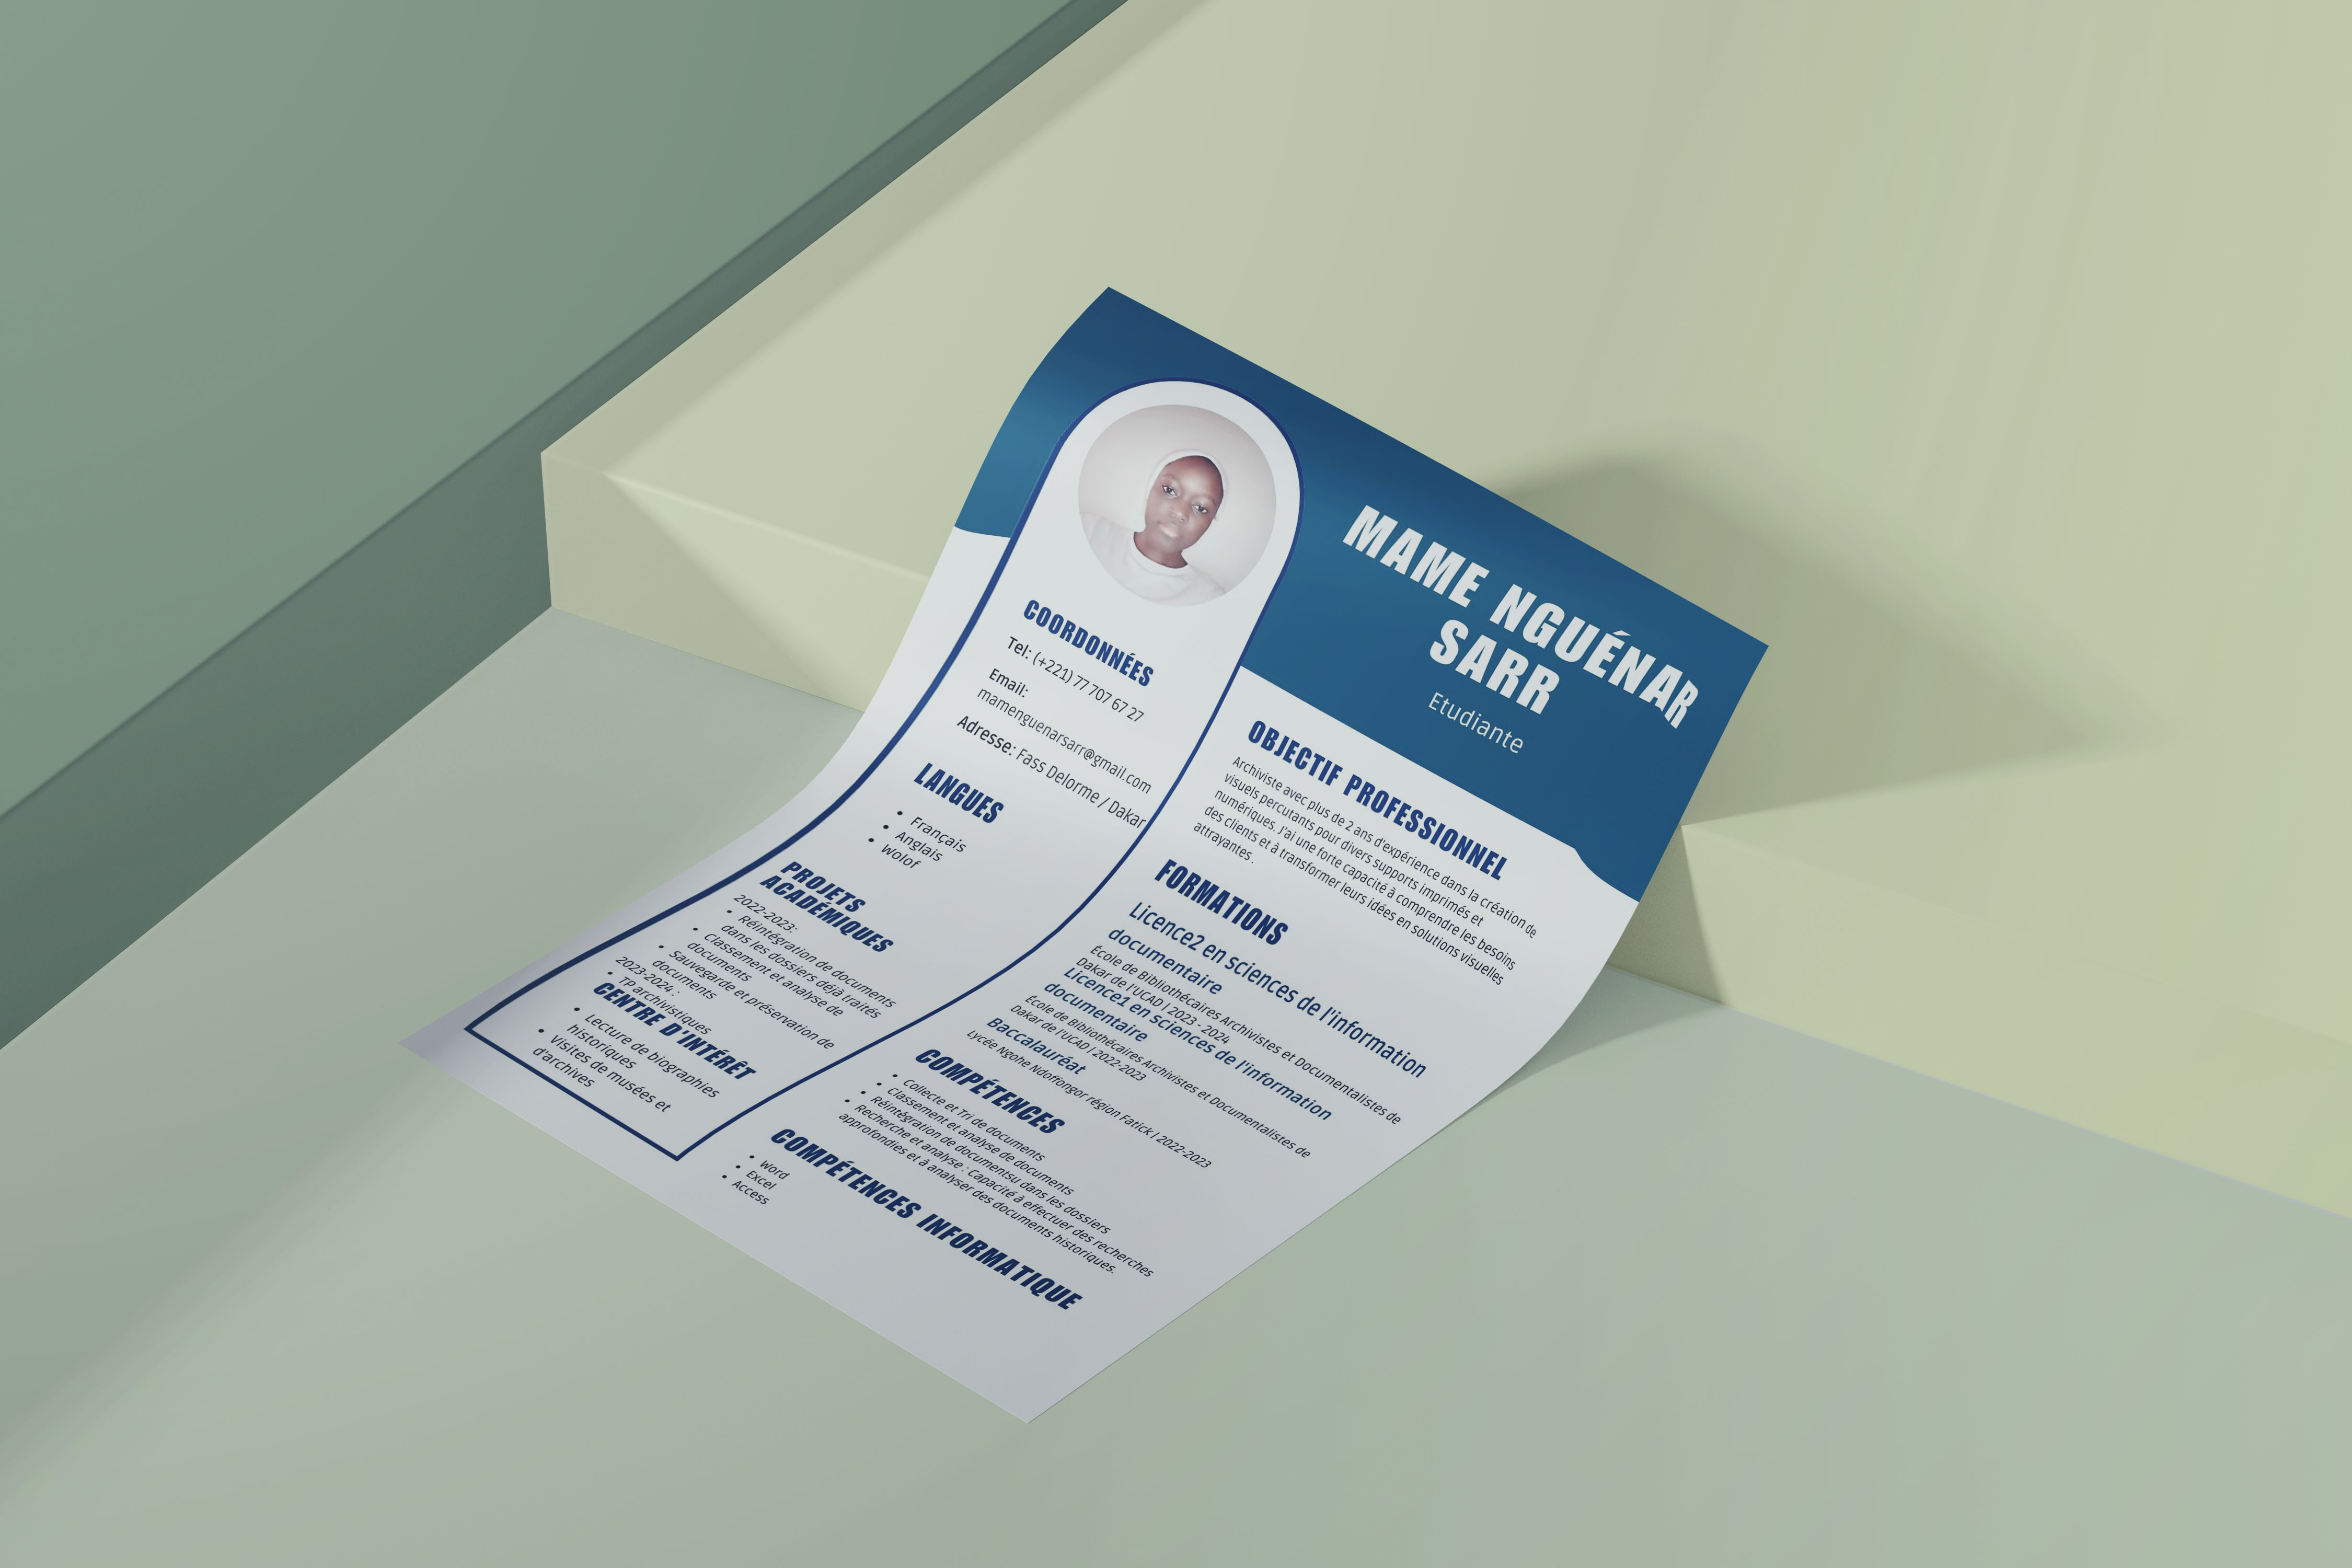 MAME NGUÉNAR
SARR
Etudiante
COORDONNÉES
Tel: (+221) 77 707 67 27
Email:
mamenguenarsarr@gmail.com
Adresse: Fass Delorme / Dakar
LANGUES
• Français
• Anglais
• Wolof
PROJETS
ACADÉMIQUES
2022-2023:
• Réintégration de documents
dans les dossiers déjà traités
• Classement et analyse de
documents
• Sauvegarde et préservation de
documents
2023-2024 :
• TP archivistiques
CENTRE D'INTÉRÊT
• Lecture de biographies
historiques
• Visites de musées et
d'archives
OBJECTIF PROFESSIONNEL
Archiviste avec plus de 2 ans d'expérience dans la création de
visuels percutants pour divers supports imprimés et
numériques. J'ai une forte capacité à comprendre les besoins
des clients et à transformer leurs idées en solutions visuelles
attrayantes.
FORMATIONS
Licence2 en sciences de l'information
documentaire
École de Bibliothécaires Archivistes et Documentalistes de
Dakar de l'UCAD | 2023 - 2024
Licence1 en sciences de l'information
documentaire
École de Bibliothécaires Archivistes et Documentalistes de
Dakar de l'UCAD | 2022-2023
Baccalauréat
Lycée Ngohe Ndoffongor région Fatick | 2022-2023
COMPÉTENCES
• Collecte et Tri de documents
• Classement et analyse de documents
• Réintégration de documentsu dans les dossiers
• Recherche et analyse : Capacité à effectuer des recherches
approfondies et à analyser des documents historiques.
COMPÉTENCES INFORMATIQUE
• Word
• Excel
• Access